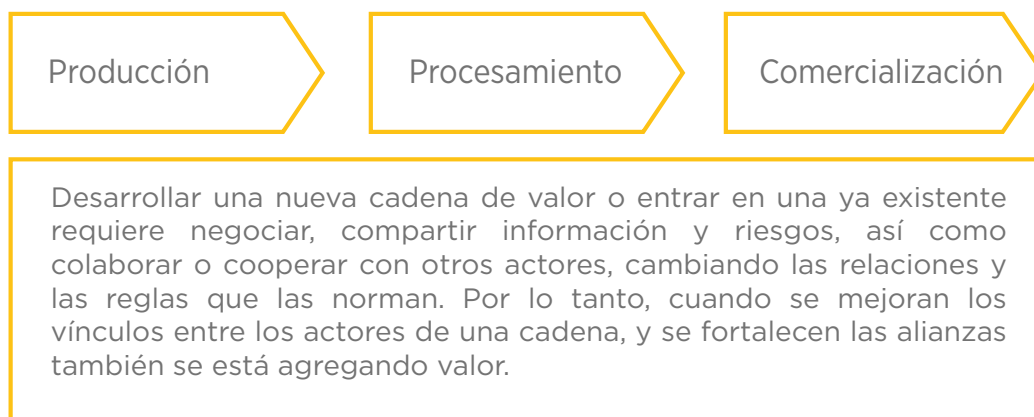 Producción
Procesamiento
Comercialización
Desarrollar una nueva cadena de valor o entrar en una ya existente
requiere negociar, compartir información y riesgos, así como
colaborar o cooperar con otros actores, cambiando las relaciones y
las reglas que las norman. Por lo tanto, cuando se mejoran los
vínculos entre los actores de una cadena, y se fortalecen las alianzas
también se está agregando valor.